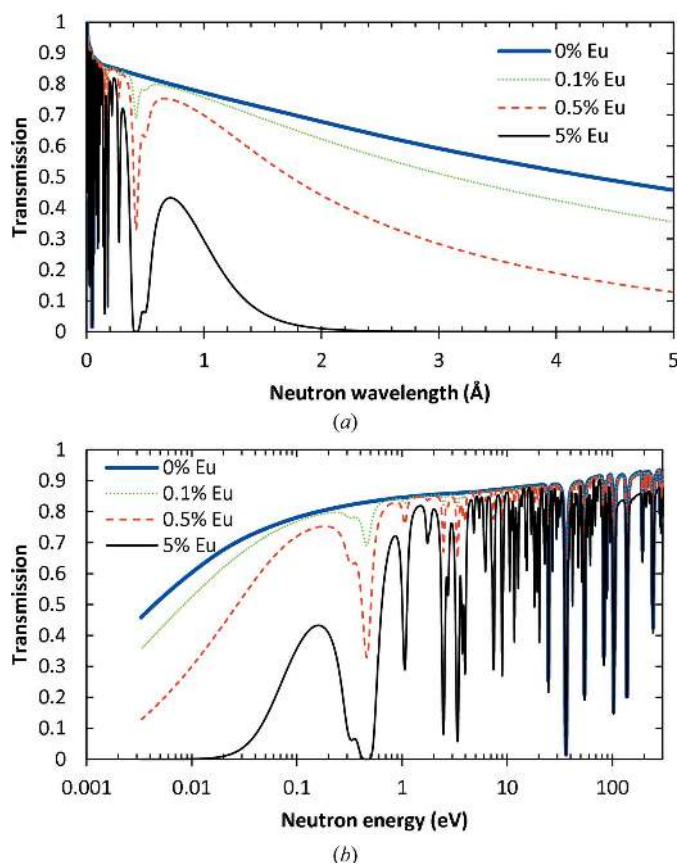 1
0.9
0.8
0.7
0.6
0.5
0.4
0.3
0.2
0.1
0
Transmission
0% Eu
0.1% Eu
0.5% Eu
5% Eu
0 1 2 3 4 5
Neutron wavelength (Å)
(a)
1
0.9
0.8
0.7
0.6
0.5
0.4
0.3
0.2
0.1
0
Transmission
0% Eu
0.1% Eu
0.5% Eu
5% Eu
0.001 0.01 0.1 1 10 100
Neutron energy (eV)
(b)